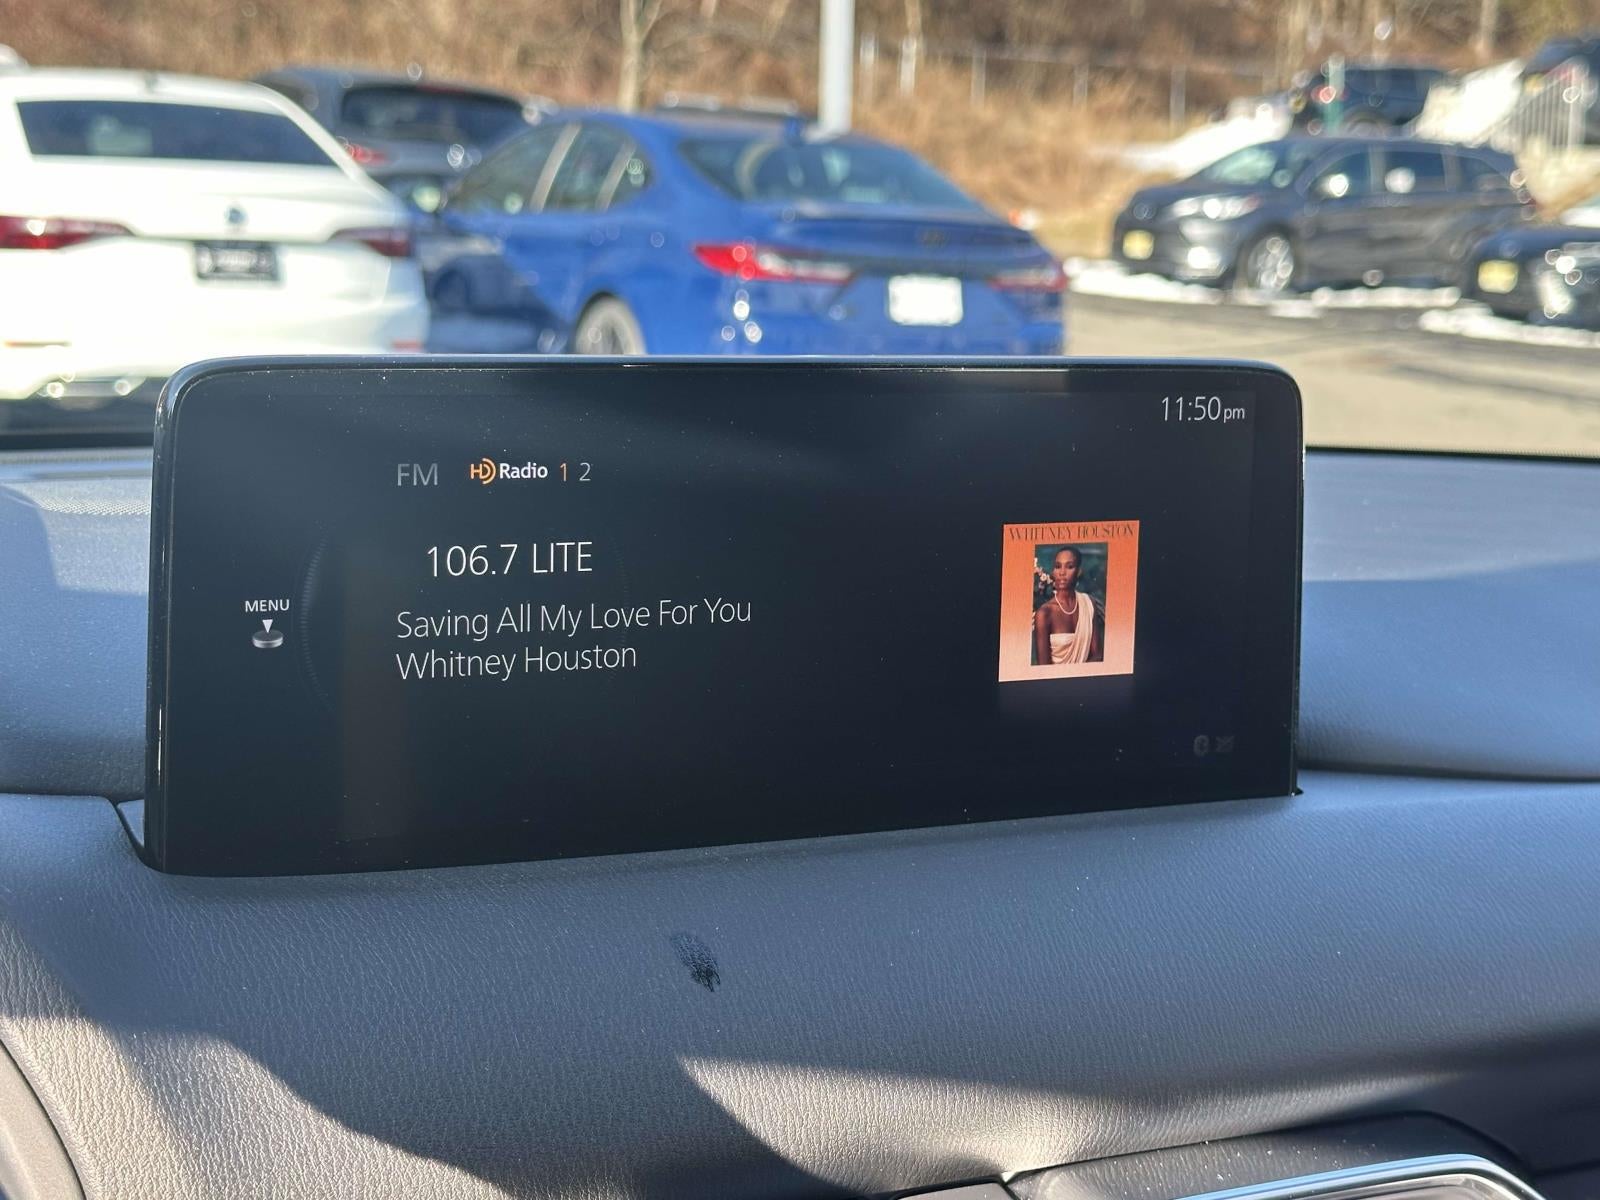 11:50pm
FM HD Radio 1 2
106.7 LITE
Saving All My Love For You
Whitney Houston
MENU
WHITNEY HOUSTON